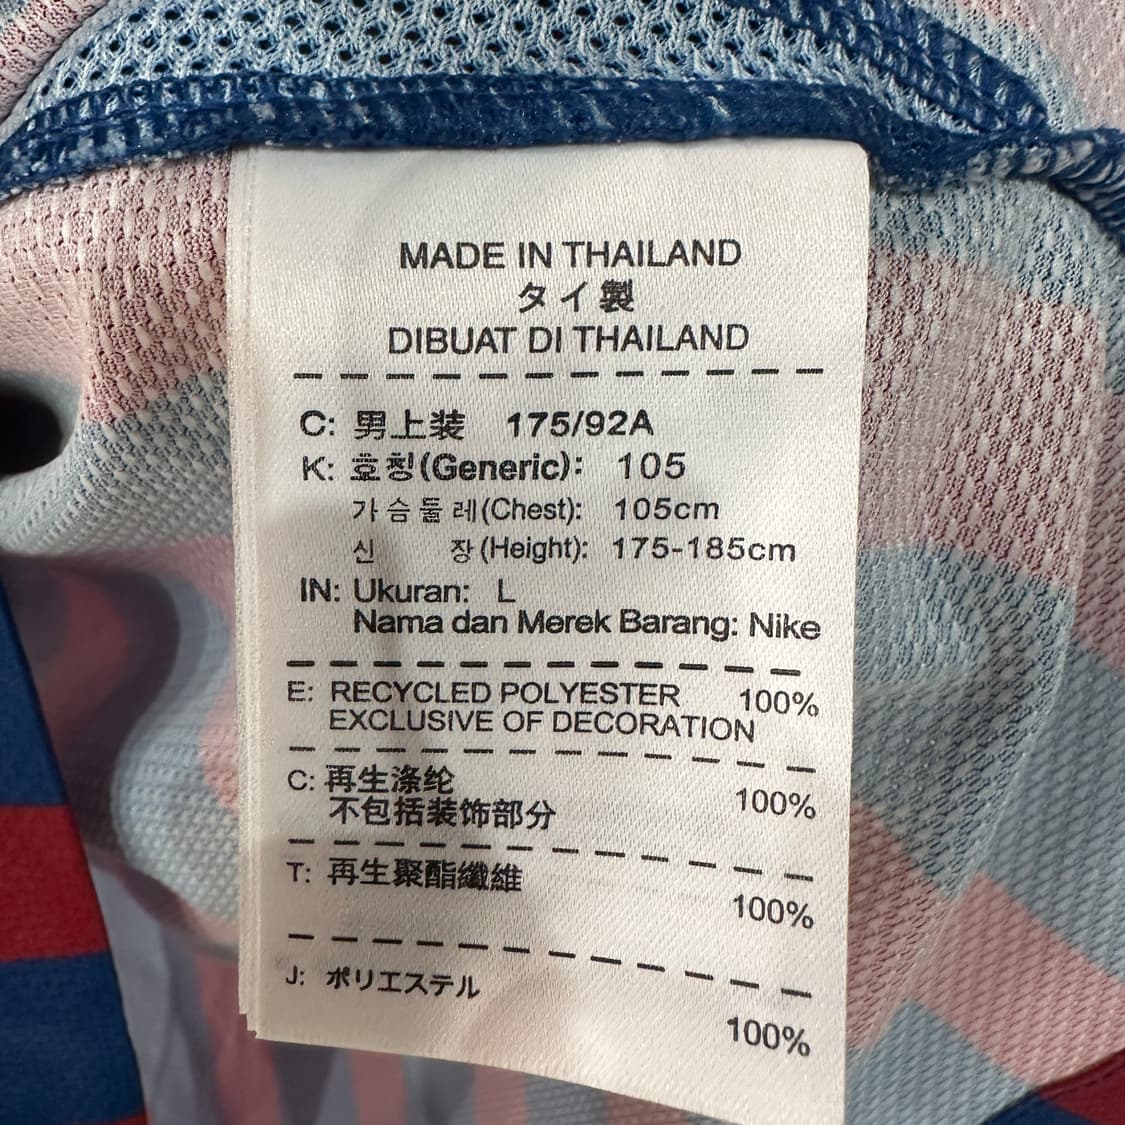 MADE IN THAILAND
タイ製
DIBUAT DI THAILAND
C: 男上装 175/92A
K: 호칭(Generic): 105
가슴둘레(Chest): 105cm
신 장(Height): 175-185cm
IN: Ukuran: L
Nama dan Merek Barang: Nike
E: RECYCLED POLYESTER 100%
EXCLUSIVE OF DECORATION
C: 再生涤纶 100%
不包括装饰部分
T: 再生聚酯纖維 100%
J: ポリエステル 100%